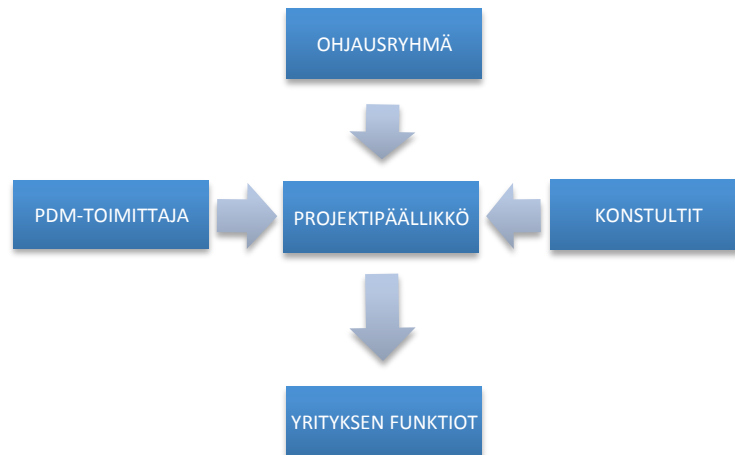 OHJAUSRYHMÄ
PDM-TOIMITTAJA
PROJEKTIPÄÄLLIKKÖ
KONSTULTIT
YRITYKSEN FUNKTIOT